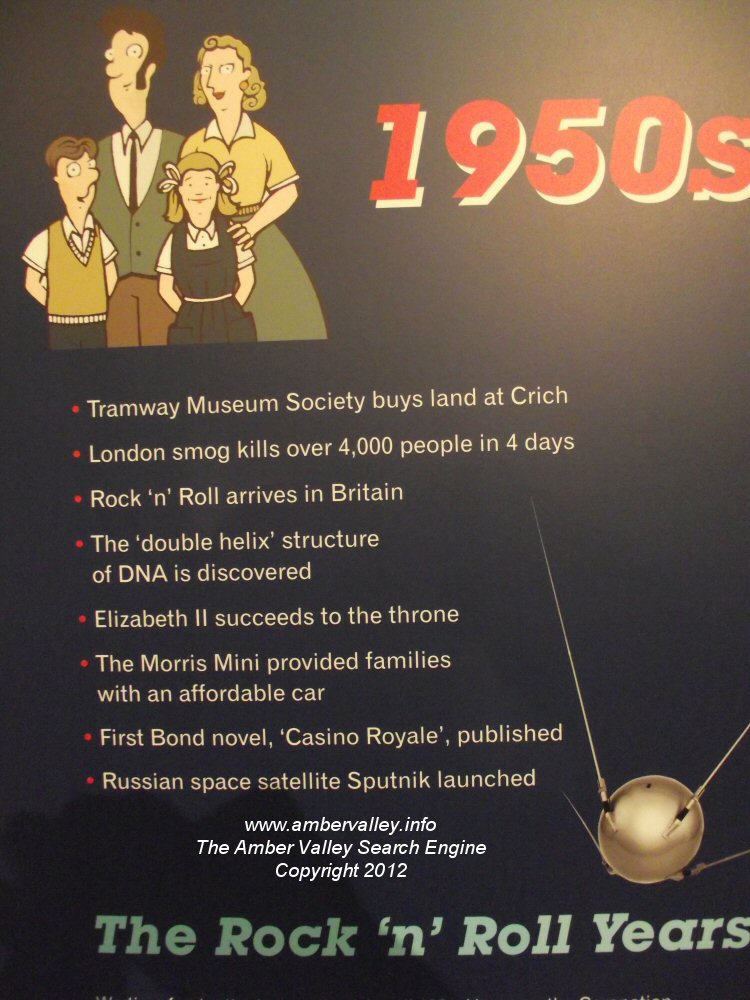 1950s
• Tramway Museum Society buys land at Crich
• London smog kills over 4,000 people in 4 days
• Rock ‘n’ Roll arrives in Britain
• The ‘double helix’ structure
of DNA is discovered
• Elizabeth II succeeds to the throne
• The Morris Mini provided families
with an affordable car
• First Bond novel, ‘Casino Royale’, published
• Russian space satellite Sputnik launched
www.ambervalley.info
The Amber Valley Search Engine
Copyright 2012
The Rock ‘n’ Roll Years